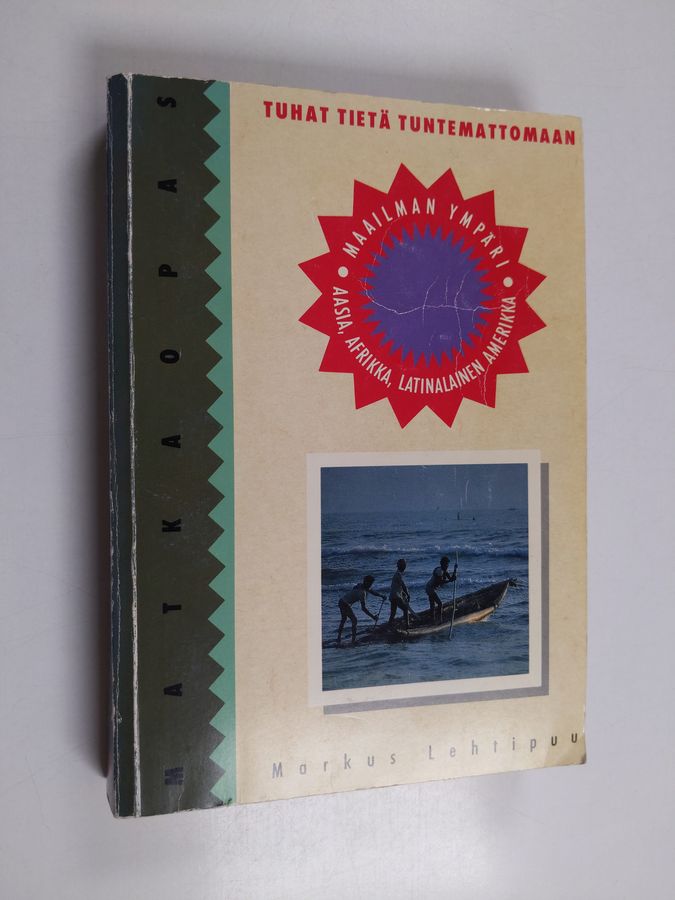 TUHAT TIETÄ TUNTEMATTOMAAN
MAAILMAN YMPÄRI
• AASIA, AFRIKKA, LATINALAINEN AMERIKKA •
MATKAOPAS
Markus Lehtipuu